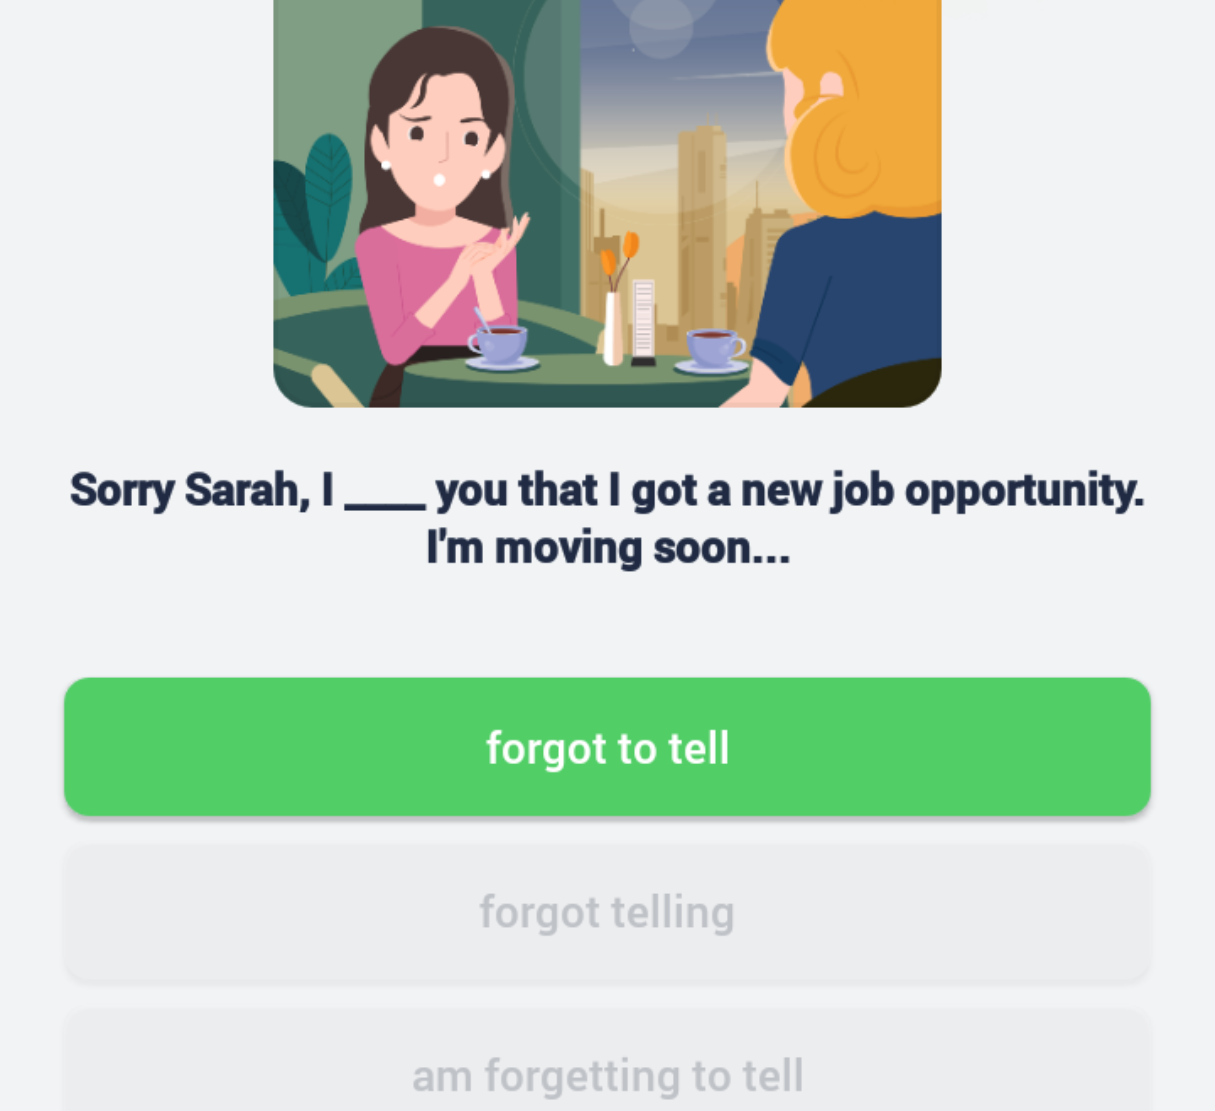 Sorry Sarah, I ____ you that I got a new job opportunity.
I'm moving soon...
forgot to tell
forgot telling
am forgetting to tell